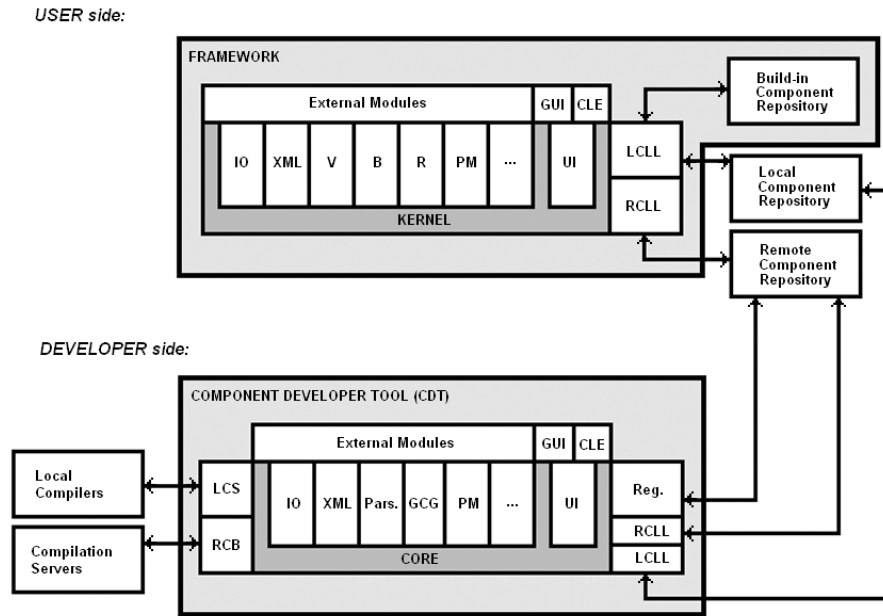 USER side:
FRAMEWORK
External Modules
GUI
CLE
IO
XML
V
B
R
PM
...
UI
KERNEL
LCLL
RCLL
Build-in
Component
Repository
Local
Component
Repository
Remote
Component
Repository
DEVELOPER side:
COMPONENT DEVELOPER TOOL (CDT)
Local
Compilers
Compilation
Servers
LCS
RCB
External Modules
GUI
CLE
IO
XML
Pars.
GCG
PM
...
UI
CORE
Reg.
RCLL
LCLL